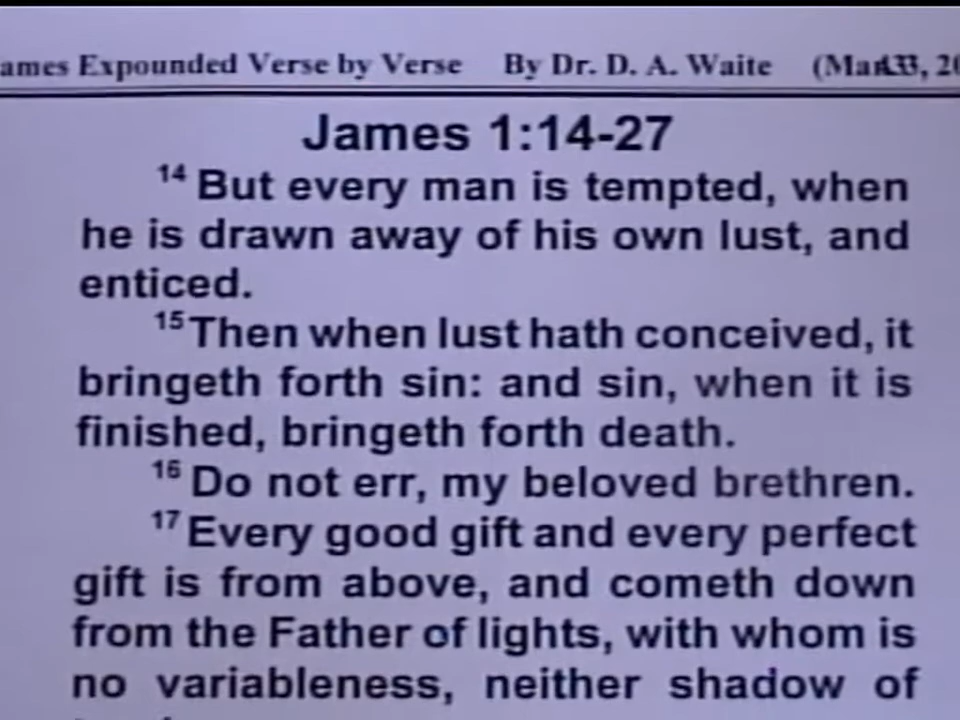 ames Expounded Verse by Verse By Dr. D. A. Waite
James 1:14-27
14 But every man is tempted, when
he is drawn away of his own lust, and
enticed.
15 Then when lust hath conceived, it
bringeth forth sin: and sin, when it is
finished, bringeth forth death.
16 Do not err, my beloved brethren.
17 Every good gift and every perfect
gift is from above, and cometh down
from the Father of lights, with whom is
no variableness, neither shadow of